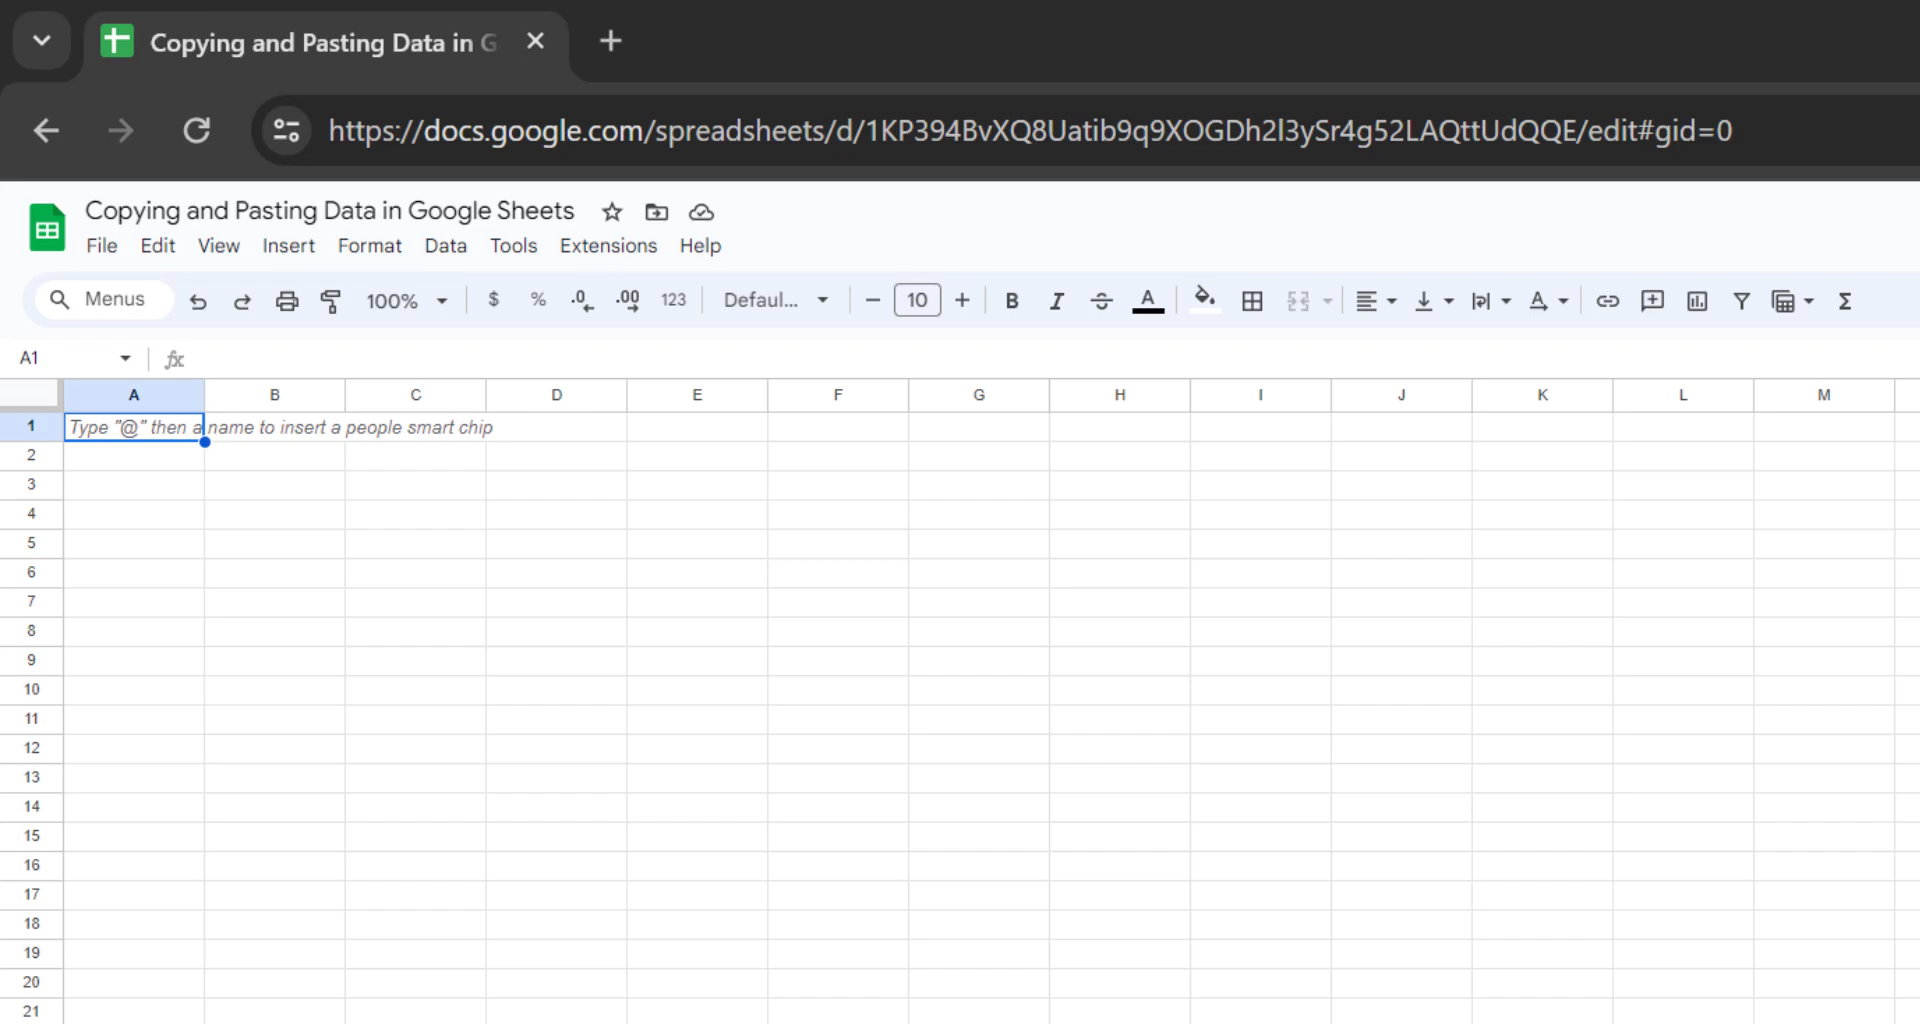 Copying and Pasting Data in G
https://docs.google.com/spreadsheets/d/1KP394BvXQ8Uatib9q9XOGDh2l3ySr4g52LAQttUdQQE/edit#gid=0
Copying and Pasting Data in Google Sheets
File Edit View Insert Format Data Tools Extensions Help
Menus 100% $ % .0 .00 123 Defaul... 10 B I S A A Σ
A1 fx
A B C D E F G H I J K L M
1 Type "@" then a name to insert a people smart chip
2
3
4
5
6
7
8
9
10
11
12
13
14
15
16
17
18
19
20
21